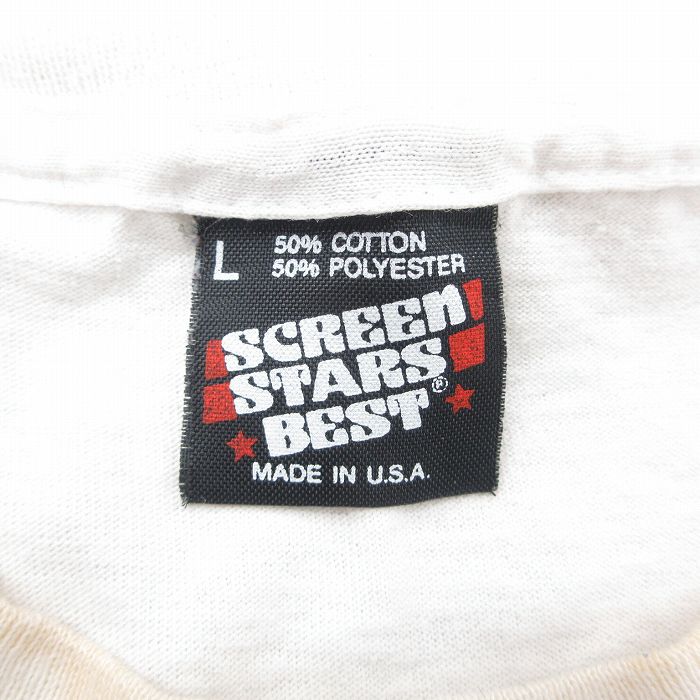 L
50% COTTON
50% POLYESTER
SCREEN
STARS
BEST®
MADE IN U.S.A.